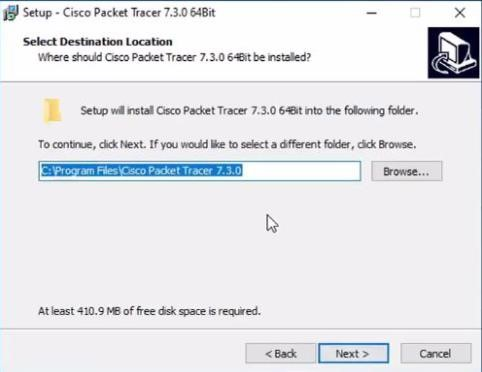 Setup - Cisco Packet Tracer 7.3.0 64Bit
Select Destination Location
Where should Cisco Packet Tracer 7.3.0 64Bit be installed?
Setup will install Cisco Packet Tracer 7.3.0 64Bit into the following folder.
To continue, click Next. If you would like to select a different folder, click Browse.
C:\Program Files\Cisco Packet Tracer 7.3.0
Browse...
At least 410.9 MB of free disk space is required.
< Back
Next >
Cancel